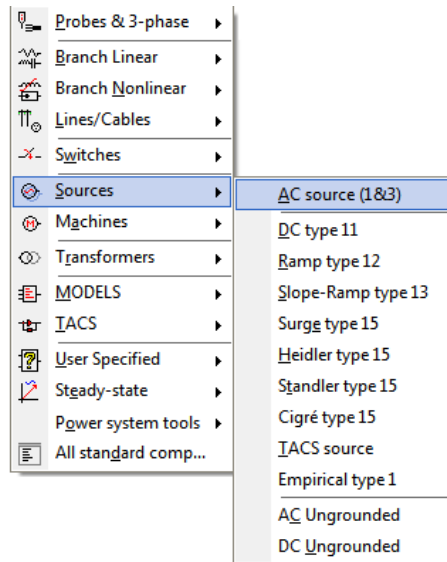 Probes & 3-phase
Branch Linear
Branch Nonlinear
Lines/Cables
Switches
Sources
Machines
Transformers
MODELS
TACS
User Specified
Steady-state
Power system tools
All standard comp...
AC source (1&3)
DC type 11
Ramp type 12
Slope-Ramp type 13
Surge type 15
Heidler type 15
Standler type 15
Cigré type 15
TACS source
Empirical type 1
AC Ungrounded
DC Ungrounded